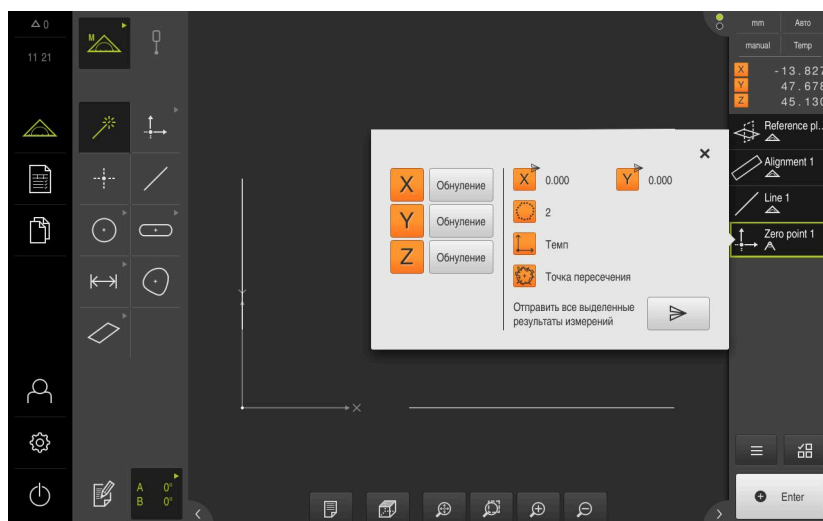 0
11 21
M
A 0°
B 0°
X Обнуление
Y Обнуление
Z Обнуление
X 0.000 Y 0.000
2
Темп
Точка пересечения
Отправить все выделенные
результаты измерений
X
mm Авто
manual Temp
X -13.827
Y 47.678
Z 45.130
Reference pl...
Alignment 1
Line 1
Zero point 1
Enter